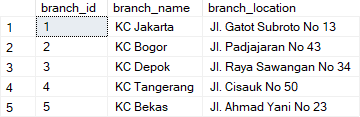 branch_id branch_name branch_location
1 1 KC Jakarta Jl. Gatot Subroto No 13
2 2 KC Bogor Jl. Padjajaran No 43
3 3 KC Depok Jl. Raya Sawangan No 34
4 4 KC Tangerang Jl. Cisauk No 50
5 5 KC Bekas Jl. Ahmad Yani No 23